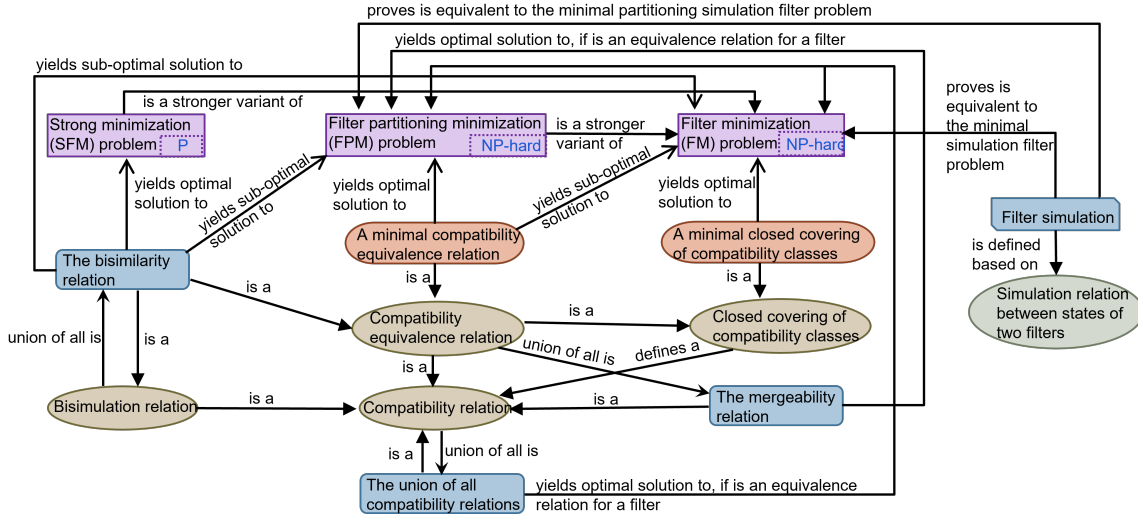 proves is equivalent to the minimal partitioning simulation filter problem
yields optimal solution to, if is an equivalence relation for a filter
yields sub-optimal solution to
proves is
equivalent to
the minimal
simulation filter
problem
is a stronger variant of
Strong minimization
(SFM) problem
P
Filter partitioning minimization
(FPM) problem
NP-hard
is a stronger
variant of
Filter minimization
(FM) problem
NP-hard
yields optimal
solution to
yields sub-optimal
solution to
yields optimal
solution to
yields sub-optimal
solution to
yields optimal
solution to
Filter simulation
A minimal compatibility
equivalence relation
A minimal closed covering
of compatibility classes
is defined
based on
The bisimilarity
relation
is a
is a
is a
Simulation relation
between states of
two filters
union of all is
is a
Compatibility
equivalence relation
is a
Closed covering of
compatibility classes
is a
union of all is
defines a
Bisimulation relation
is a
Compatibility relation
is a
The mergeability
relation
is a
union of all is
The union of all
compatibility relations
yields optimal solution to, if is an equivalence
relation for a filter